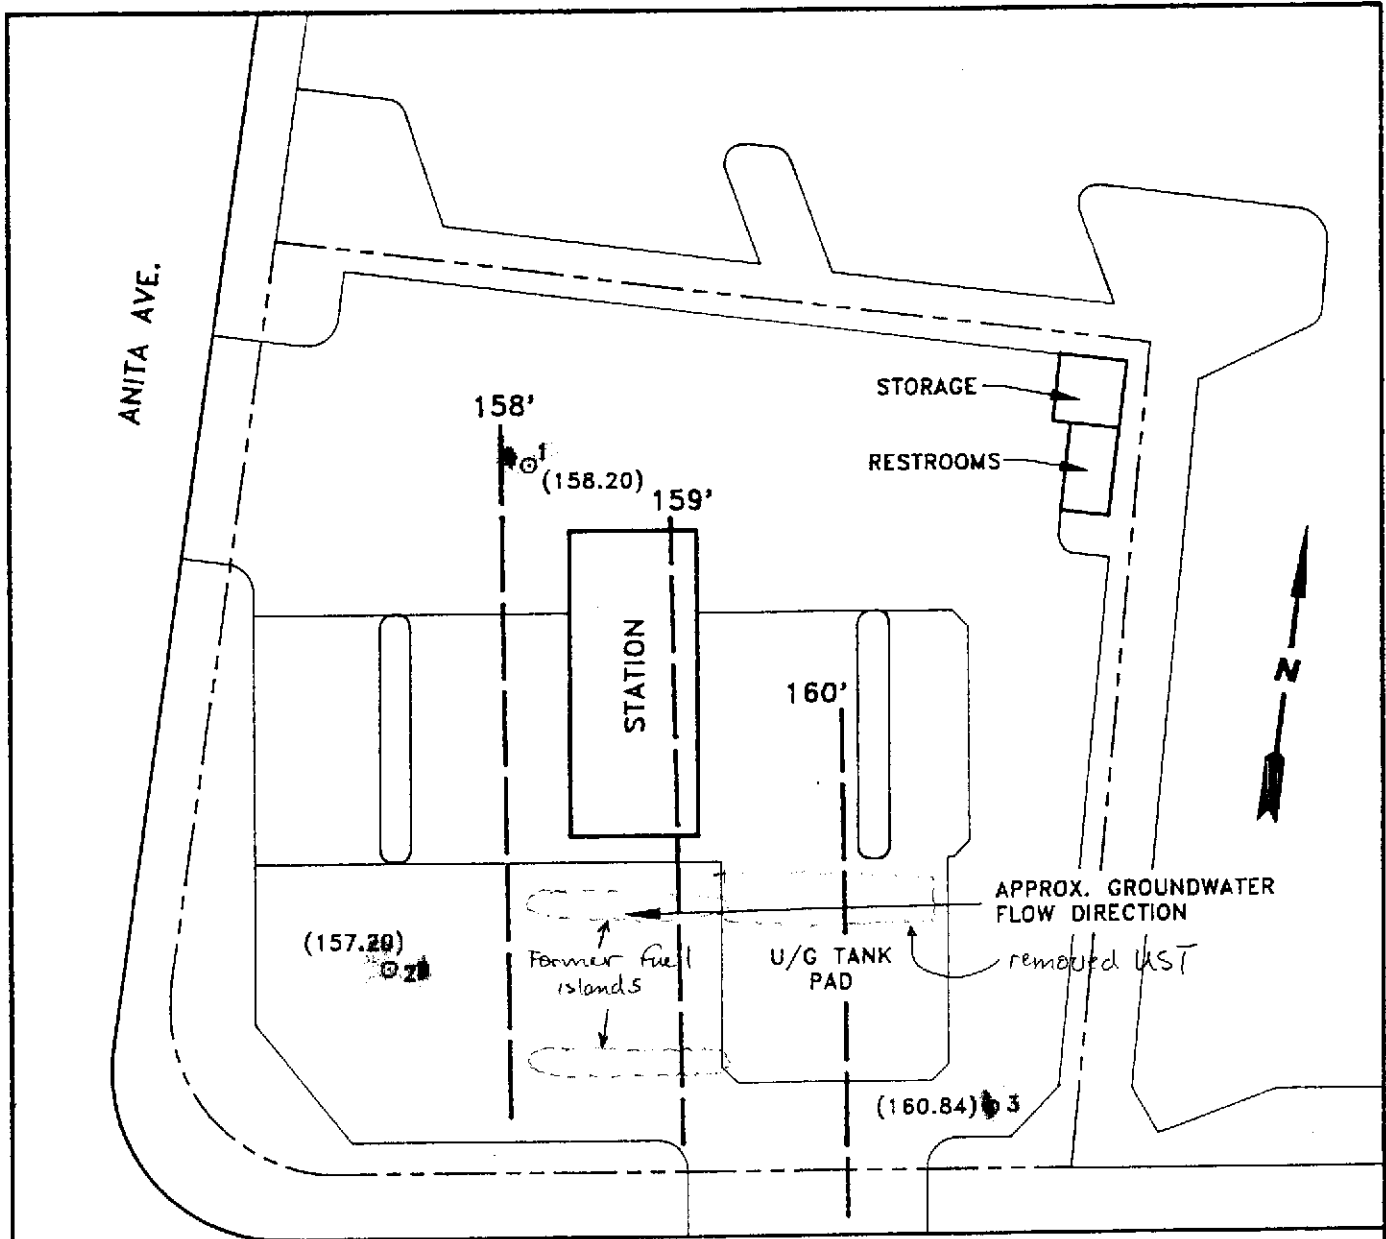 ANITA AVE.
STORAGE
RESTROOMS
158'
1
(158.20)
159'
STATION
160'
N
APPROX. GROUNDWATER
FLOW DIRECTION
(157.20)
2
Former fuel
islands
U/G TANK
PAD
removed UST
(160.84)
3